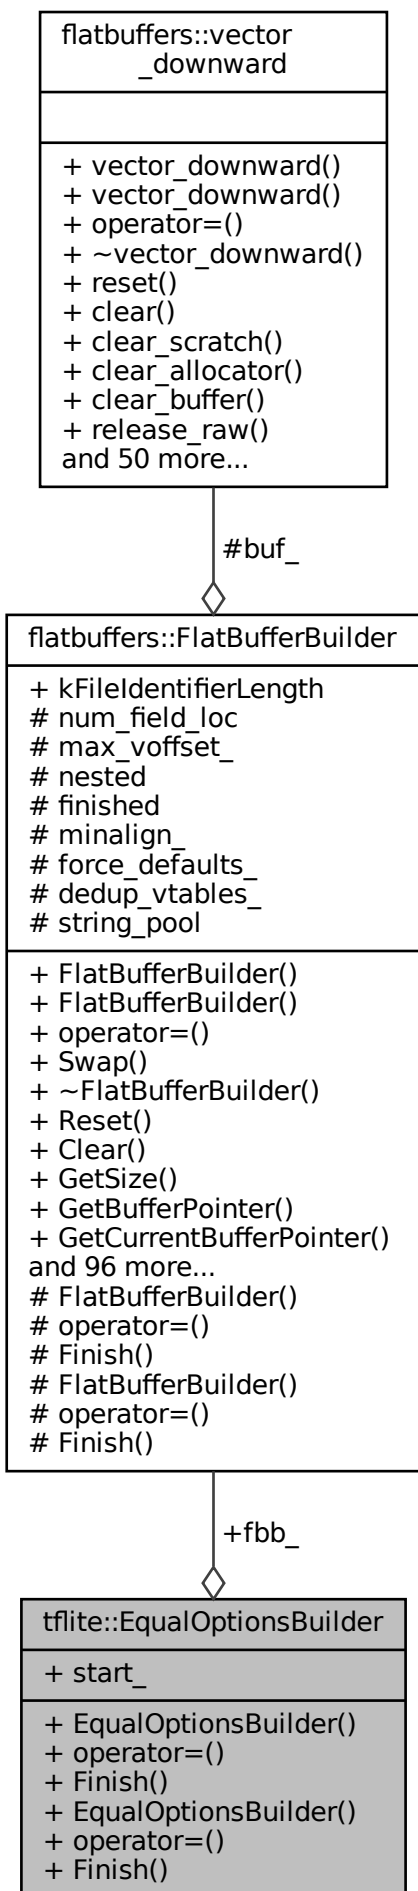 flatbuffers::vector
_downward
+ vector_downward()
+ vector_downward()
+ operator=()
+ ~vector_downward()
+ reset()
+ clear()
+ clear_scratch()
+ clear_allocator()
+ clear_buffer()
+ release_raw()
and 50 more...
#buf_
flatbuffers::FlatBufferBuilder
+ kFileIdentifierLength
# num_field_loc
# max_voffset_
# nested
# finished
# minalign_
# force_defaults_
# dedup_vtables_
# string_pool
+ FlatBufferBuilder()
+ FlatBufferBuilder()
+ operator=()
+ Swap()
+ ~FlatBufferBuilder()
+ Reset()
+ Clear()
+ GetSize()
+ GetBufferPointer()
+ GetCurrentBufferPointer()
and 96 more...
# FlatBufferBuilder()
# operator=()
# Finish()
# FlatBufferBuilder()
# operator=()
# Finish()
+fbb_
tflite::EqualOptionsBuilder
+ start_
+ EqualOptionsBuilder()
+ operator=()
+ Finish()
+ EqualOptionsBuilder()
+ operator=()
+ Finish()